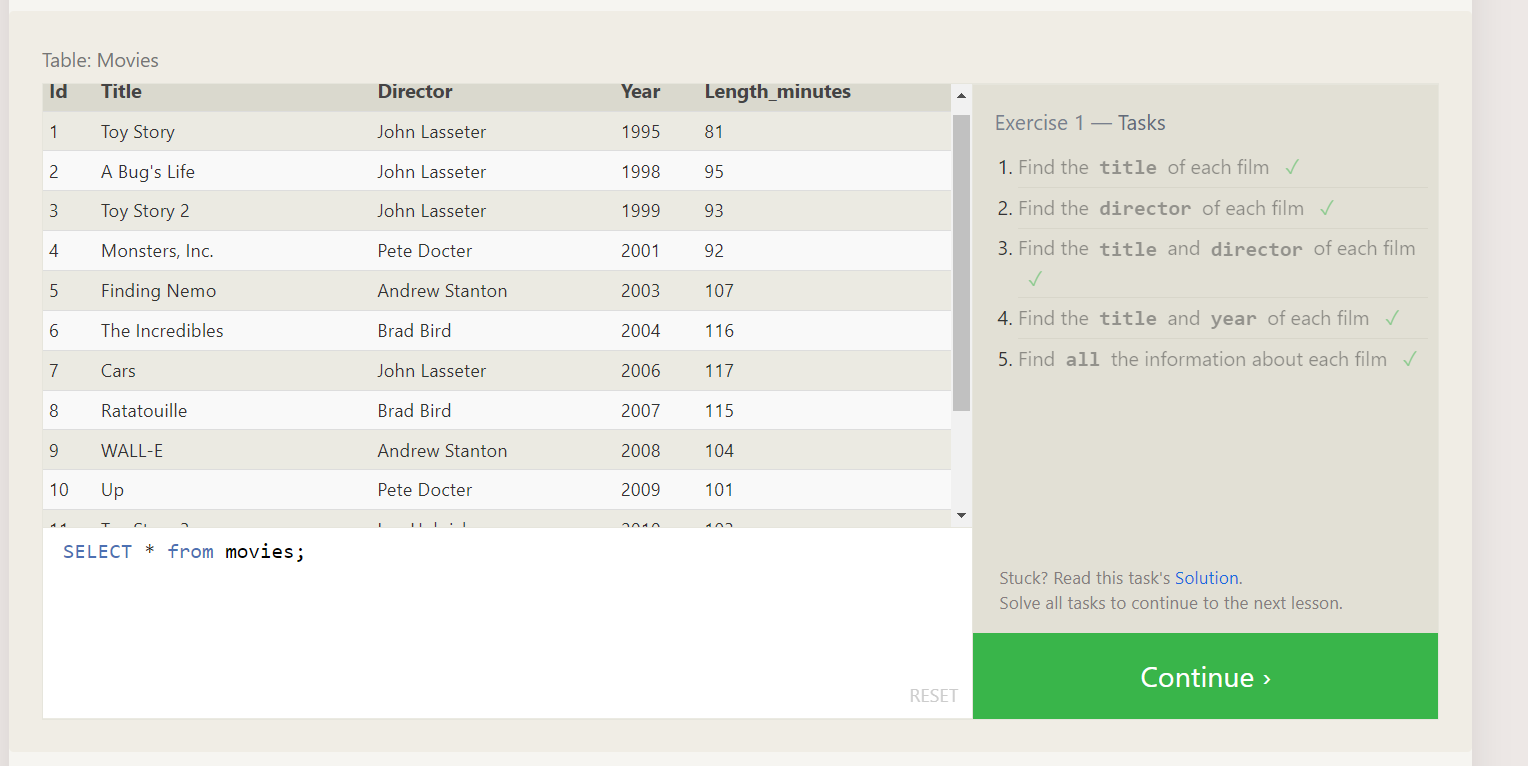 Table: Movies
Id Title Director Year Length_minutes
1 Toy Story John Lasseter 1995 81
2 A Bug's Life John Lasseter 1998 95
3 Toy Story 2 John Lasseter 1999 93
4 Monsters, Inc. Pete Docter 2001 92
5 Finding Nemo Andrew Stanton 2003 107
6 The Incredibles Brad Bird 2004 116
7 Cars John Lasseter 2006 117
8 Ratatouille Brad Bird 2007 115
9 WALL-E Andrew Stanton 2008 104
10 Up Pete Docter 2009 101
SELECT * from movies;
RESET
Exercise 1 — Tasks
1. Find the title of each film ✓
2. Find the director of each film ✓
3. Find the title and director of each film
✓
4. Find the title and year of each film ✓
5. Find all the information about each film ✓
Stuck? Read this task's Solution.
Solve all tasks to continue to the next lesson.
Continue ›